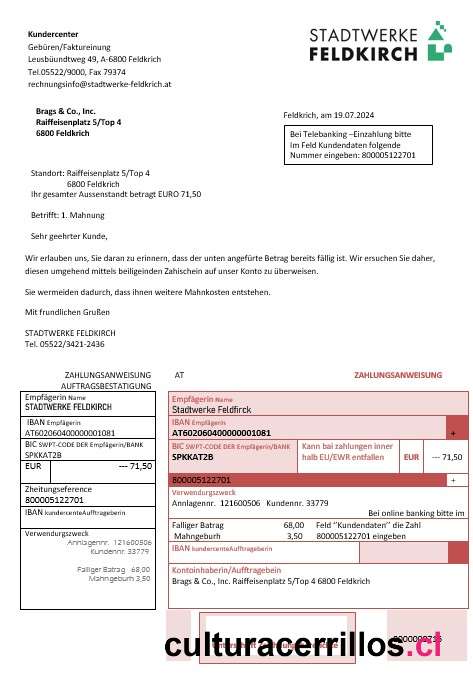 Kundercenter
Gebüren/Faktureinung
Leusbüundtweg 49, A-6800 Feldkrich
Tel.05522/9000, Fax 79374
rechnungsinfo@stadtwerke-feldkrich.at
STADTWERKE
FELDKIRCH
Brags & Co., Inc.
Raiffeisenplatz 5/Top 4
6800 Feldkirch
Feldkrich, am 19.07.2024
Bei Telebanking –Einzahlung bitte
Im Feld Kundendaten folgende
Nummer eingeben: 800005122701
Standort: Raiffeisenplatz 5/Top 4
6800 Feldkirch
Ihr gesamter Aussenstandt betragt EURO 71,50
Betrifft: 1. Mahnung
Sehr geehrter Kunde,
Wir erlauben uns, Sie daran zu erinnern, dass der unten angefürte Betrag bereits fällig ist. Wir ersuchen Sie daher,
diesen umgehend mittels beiligeinden Zahischein auf unser Konto zu überweisen.
Sie vermeiden dadurch, dass ihnen weitere Mahnkosten entstehen.
Mit frundlichen Grußen
STADTWERKE FELDKIRCH
Tel. 05522/3421-2436
ZAHLUNGSANWEISUNG
AUFTRAGSBESTATIGUNG
AT
ZAHLUNGSANWEISUNG
Empfägerin Name
STADTWERKE FELDKIRCH
IBAN Empfägerin
AT602060400000001081
BIC SWPT-CODE DER Empfägerin/BANK
SPKKAT2B
EUR
--- 71,50
Zheitungseference
800005122701
IBAN kundercenteAufftragerberin
Verwendungszweck
Annlagennr. 121600506
Kundennr. 33779
Falliger Batrag 68,00
Mahngeburh 3,50
Empfägerin Name
Stadtwerke Feldfirck
IBAN Empfägerin
AT602060400000001081
+
BIC SWPT-CODE DER Empfägerin/BANK
SPKKAT2B
Kann bei zahlungen inner
halb EU/EWR entfallen
EUR
--- 71,50
800005122701
+
Verwendungszweck
Annlagennr. 121600506 Kundennr. 33779
Bei online banking bitte im
Falliger Batrag 68,00 Feld “Kundendaten” die Zahl
Mahngeburh 3,50 800005122701 eingeben
IBAN kundercenteAufftragerberin
Kontoinhaberin/Aufftragebein
Brags & Co., Inc. Raiffeisenplatz 5/Top 4 6800 Feldkirch
culturacerrillos.cl